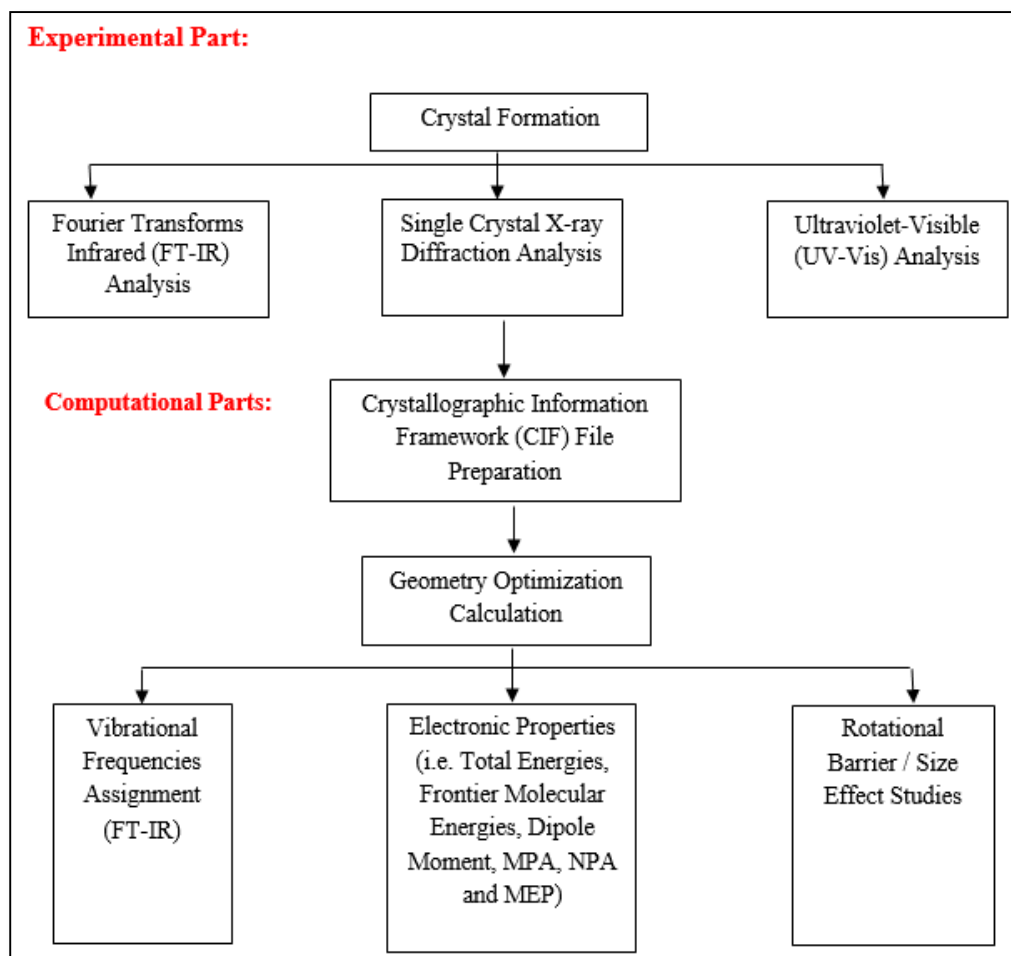 Experimental Part:
Crystal Formation
Fourier Transforms
Infrared (FT-IR)
Analysis
Single Crystal X-ray
Diffraction Analysis
Ultraviolet-Visible
(UV-Vis) Analysis
Computational Parts:
Crystallographic Information
Framework (CIF) File
Preparation
Geometry Optimization
Calculation
Vibrational
Frequencies
Assignment
(FT-IR)
Electronic Properties
(i.e. Total Energies,
Frontier Molecular
Energies, Dipole
Moment, MPA, NPA
and MEP)
Rotational
Barrier / Size
Effect Studies